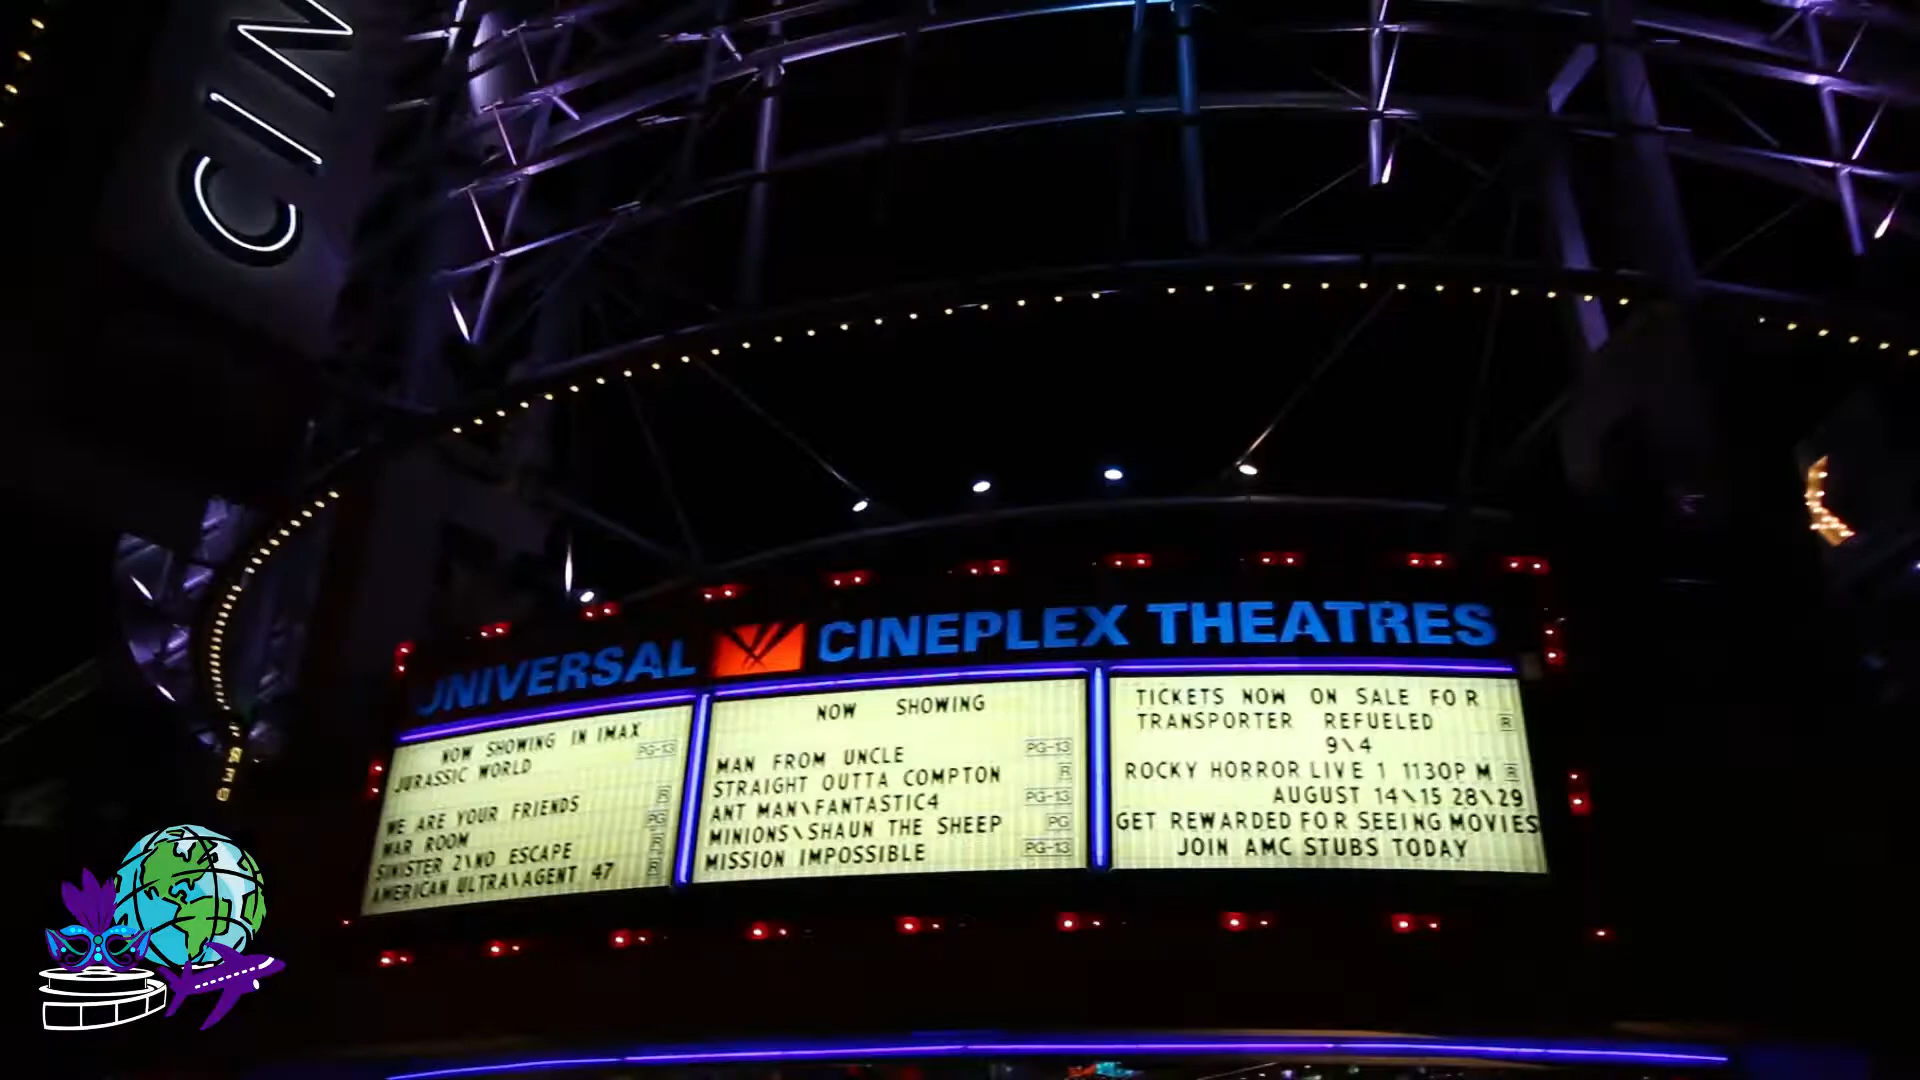 CIN
UNIVERSAL CINEPLEX THEATRES
NOW SHOWING IN IMAX
JURASSIC WORLD PG-13
WE ARE YOUR FRIENDS R
WAR ROOM PG
SINISTER 2\NO ESCAPE R
AMERICAN ULTRA\AGENT 47 R
NOW SHOWING
MAN FROM UNCLE PG-13
STRAIGHT OUTTA COMPTON R
ANT MAN\FANTASTIC4 PG-13
MINIONS\SHAUN THE SHEEP PG
MISSION IMPOSSIBLE PG-13
TICKETS NOW ON SALE FOR
TRANSPORTER REFUELED R
9\4
ROCKY HORROR LIVE 1 1130P M R
AUGUST 14\15 28\29
GET REWARDED FOR SEEING MOVIES
JOIN AMC STUBS TODAY